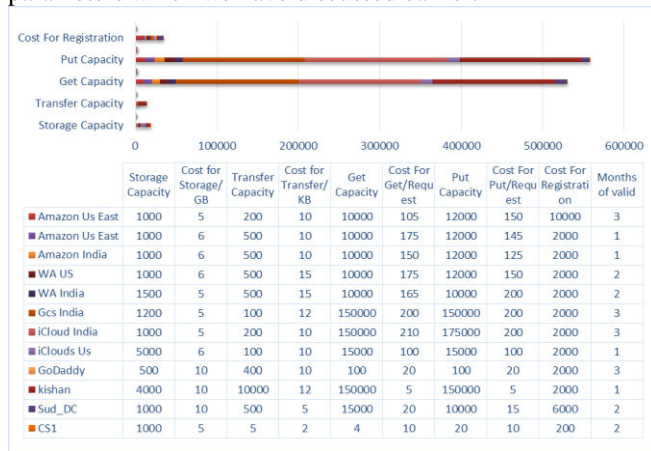 Cost For Registration
Put Capacity
Get Capacity
Transfer Capacity
Storage Capacity
0 100000 200000 300000 400000 500000 600000
Storage Capacity Cost for Storage/ GB Transfer Capacity Cost for Transfer/ KB Get Capacity Cost For Get/Requ est Put Capacity Cost For Put/Requ est Cost For Registrati on Months of valid
Amazon Us East 1000 5 200 10 10000 105 12000 150 10000 3
Amazon Us East 1000 6 500 10 10000 175 12000 145 2000 1
Amazon India 1000 6 500 10 10000 150 12000 125 2000 1
WA US 1000 6 500 15 10000 175 12000 150 2000 2
WA India 1500 5 500 15 10000 165 10000 200 2000 2
Gcs India 1200 5 100 12 150000 200 150000 200 2000 3
iCloud India 1000 5 200 10 150000 210 175000 200 2000 3
iClouds Us 5000 6 100 10 15000 100 15000 100 2000 1
GoDaddy 500 10 400 10 100 20 100 20 2000 3
kishan 4000 10 10000 12 150000 5 150000 5 2000 1
Sud_DC 1000 10 500 5 15000 20 10000 15 6000 2
CS1 1000 5 5 2 4 10 20 10 200 2